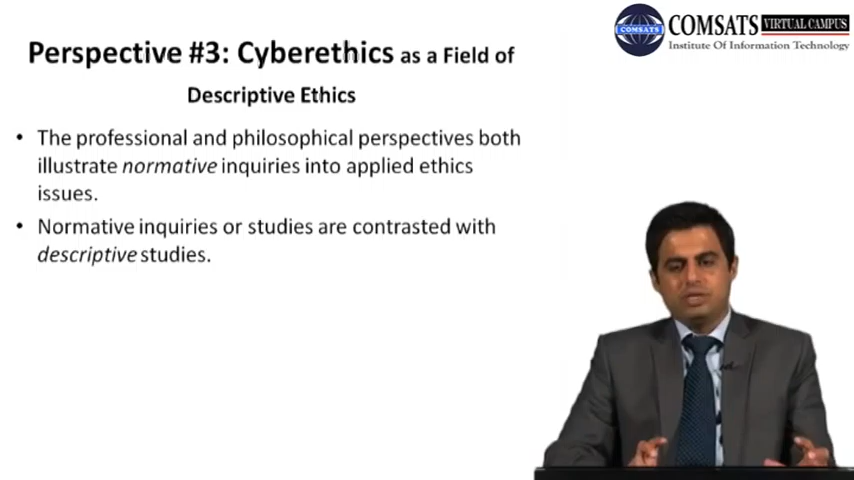 COMSATS VIRTUAL CAMPUS
Institute Of Information Technology
COMSATS
Perspective #3: Cyberethics as a Field of
Descriptive Ethics
• The professional and philosophical perspectives both
illustrate normative inquiries into applied ethics
issues.
• Normative inquiries or studies are contrasted with
descriptive studies.